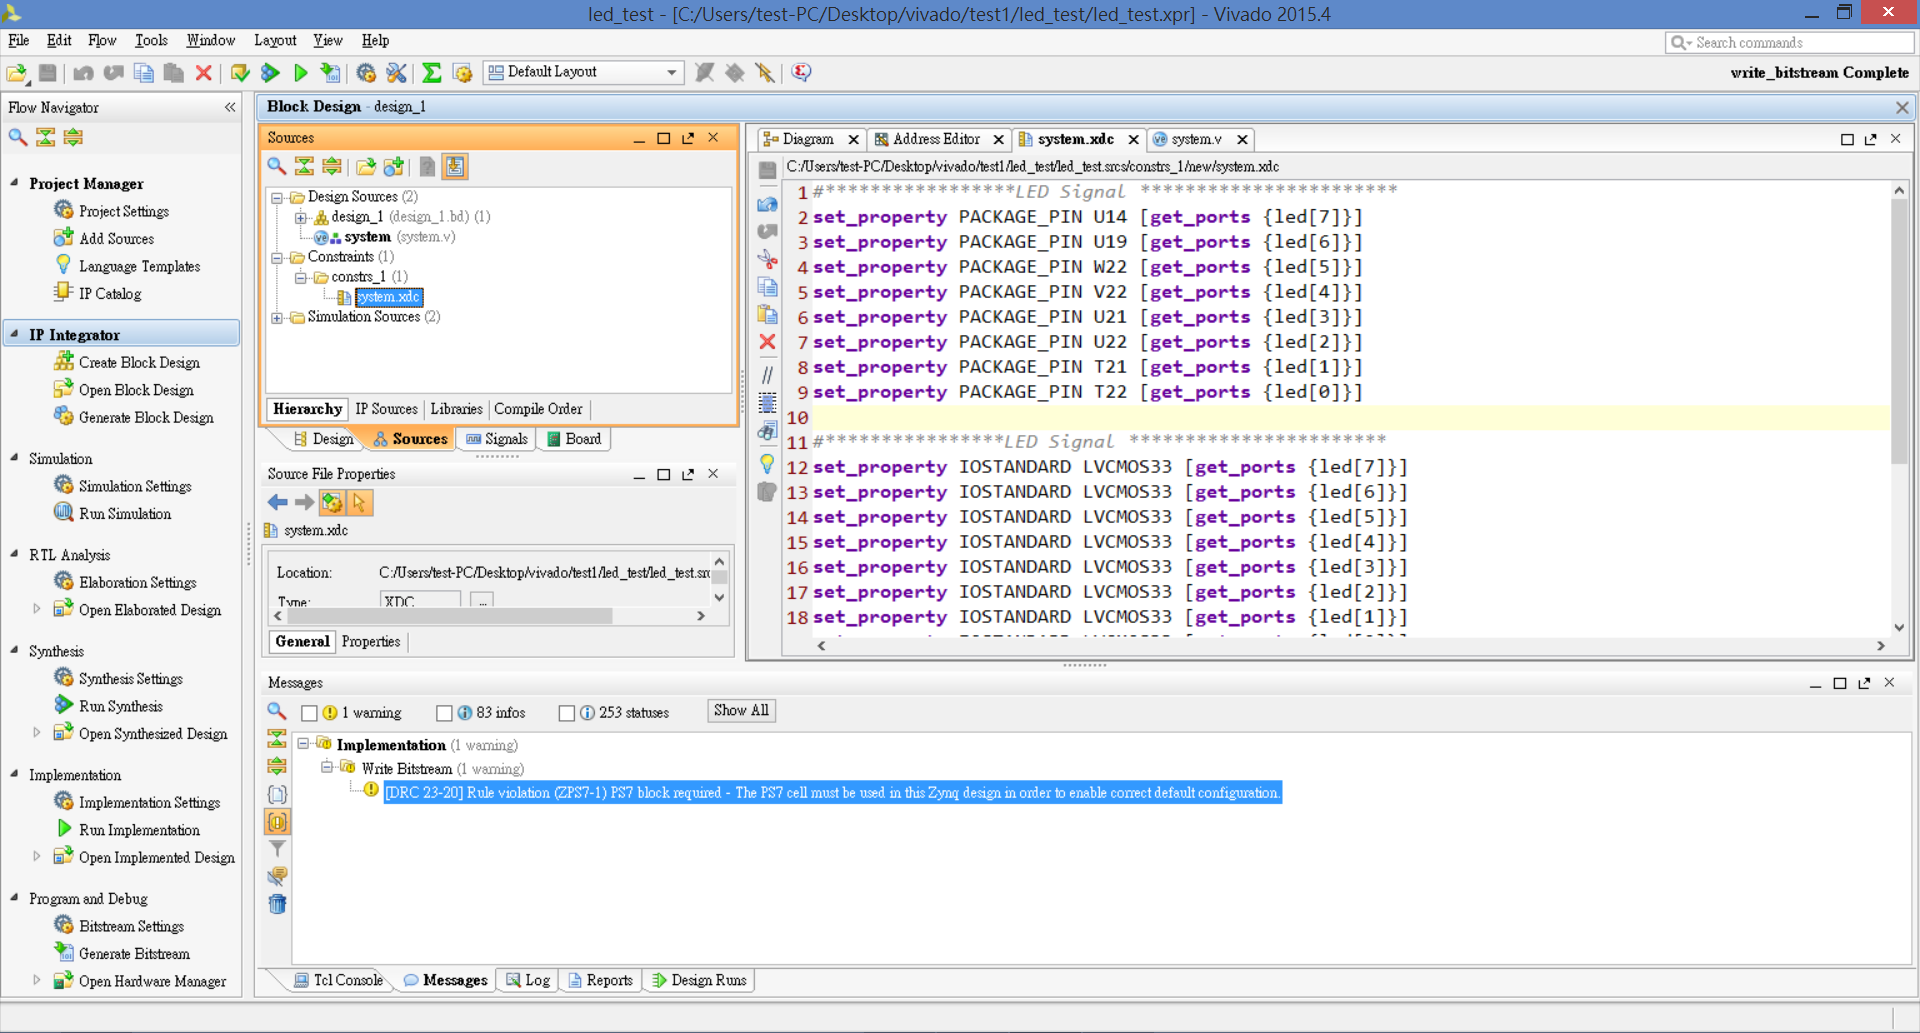 led_test - [C:/Users/test-PC/Desktop/vivado/test1/led_test/led_test.xpr] - Vivado 2015.4
File Edit Flow Tools Window Layout View Help
Search commands
Default Layout
write_bitstream Complete
Flow Navigator
Project Manager
Project Settings
Add Sources
Language Templates
IP Catalog
IP Integrator
Create Block Design
Open Block Design
Generate Block Design
Simulation
Simulation Settings
Run Simulation
RTL Analysis
Elaboration Settings
Open Elaborated Design
Synthesis
Synthesis Settings
Run Synthesis
Open Synthesized Design
Implementation
Implementation Settings
Run Implementation
Open Implemented Design
Program and Debug
Bitstream Settings
Generate Bitstream
Open Hardware Manager
Block Design - design_1
Sources
Design Sources (2)
design_1 (design_1.bd) (1)
system (system.v)
Constraints (1)
constrs_1 (1)
system.xdc
Simulation Sources (2)
Hierarchy IP Sources Libraries Compile Order
Design Sources Signals Board
Source File Properties
system.xdc
Location: C:/Users/test-PC/Desktop/vivado/test1/led_test/led_test.src
Type: XDC ...
General Properties
Diagram Address Editor system.xdc system.v
C:/Users/test-PC/Desktop/vivado/test1/led_test/led_test.srcs/constrs_1/new/system.xdc
1 #*****************LED Signal ***********************
2 set_property PACKAGE_PIN U14 [get_ports {led[7]}]
3 set_property PACKAGE_PIN U19 [get_ports {led[6]}]
4 set_property PACKAGE_PIN W22 [get_ports {led[5]}]
5 set_property PACKAGE_PIN V22 [get_ports {led[4]}]
6 set_property PACKAGE_PIN U21 [get_ports {led[3]}]
7 set_property PACKAGE_PIN U22 [get_ports {led[2]}]
8 set_property PACKAGE_PIN T21 [get_ports {led[1]}]
9 set_property PACKAGE_PIN T22 [get_ports {led[0]}]
10
11 #****************LED Signal ***********************
12 set_property IOSTANDARD LVCMOS33 [get_ports {led[7]}]
13 set_property IOSTANDARD LVCMOS33 [get_ports {led[6]}]
14 set_property IOSTANDARD LVCMOS33 [get_ports {led[5]}]
15 set_property IOSTANDARD LVCMOS33 [get_ports {led[4]}]
16 set_property IOSTANDARD LVCMOS33 [get_ports {led[3]}]
17 set_property IOSTANDARD LVCMOS33 [get_ports {led[2]}]
18 set_property IOSTANDARD LVCMOS33 [get_ports {led[1]}]
Messages
1 warning 83 infos 253 statuses Show All
Implementation (1 warning)
Write Bitstream (1 warning)
[DRC 23-20] Rule violation (ZPS7-1) PS7 block required - The PS7 cell must be used in this Zynq design in order to enable correct default configuration.
Tcl Console Messages Log Reports Design Runs